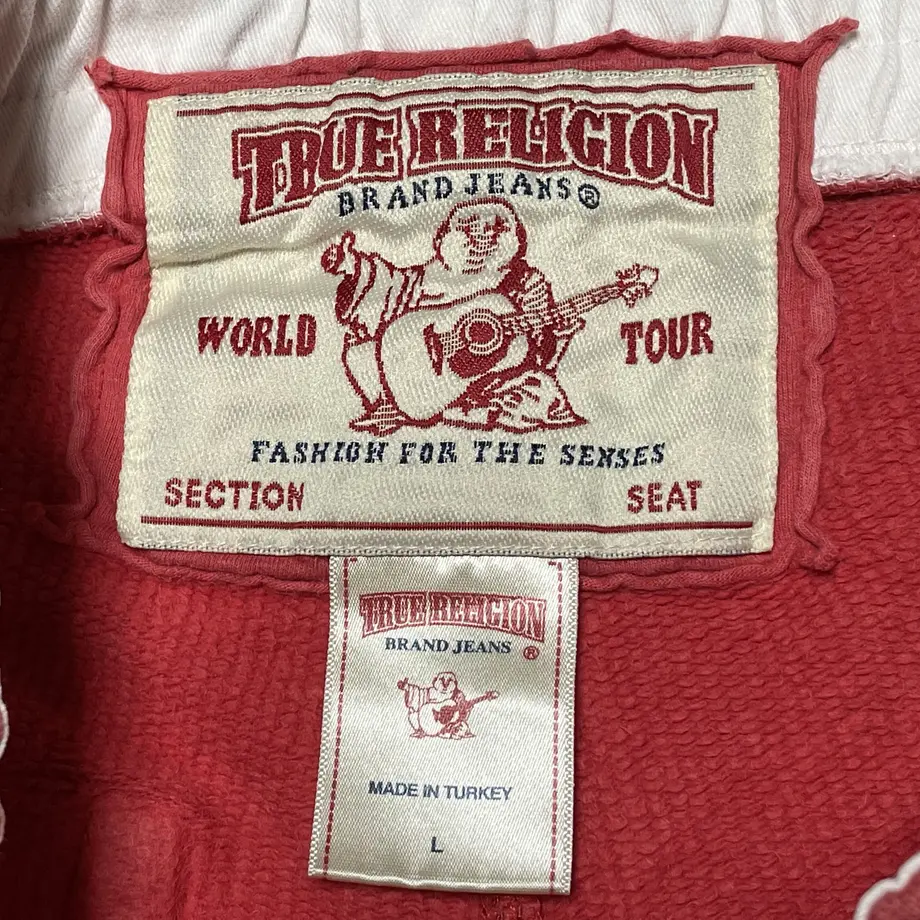 TRUE RELIGION
BRAND JEANS®
WORLD TOUR
FASHION FOR THE SENSES
SECTION SEAT
TRUE RELIGION
BRAND JEANS ®
MADE IN TURKEY
L